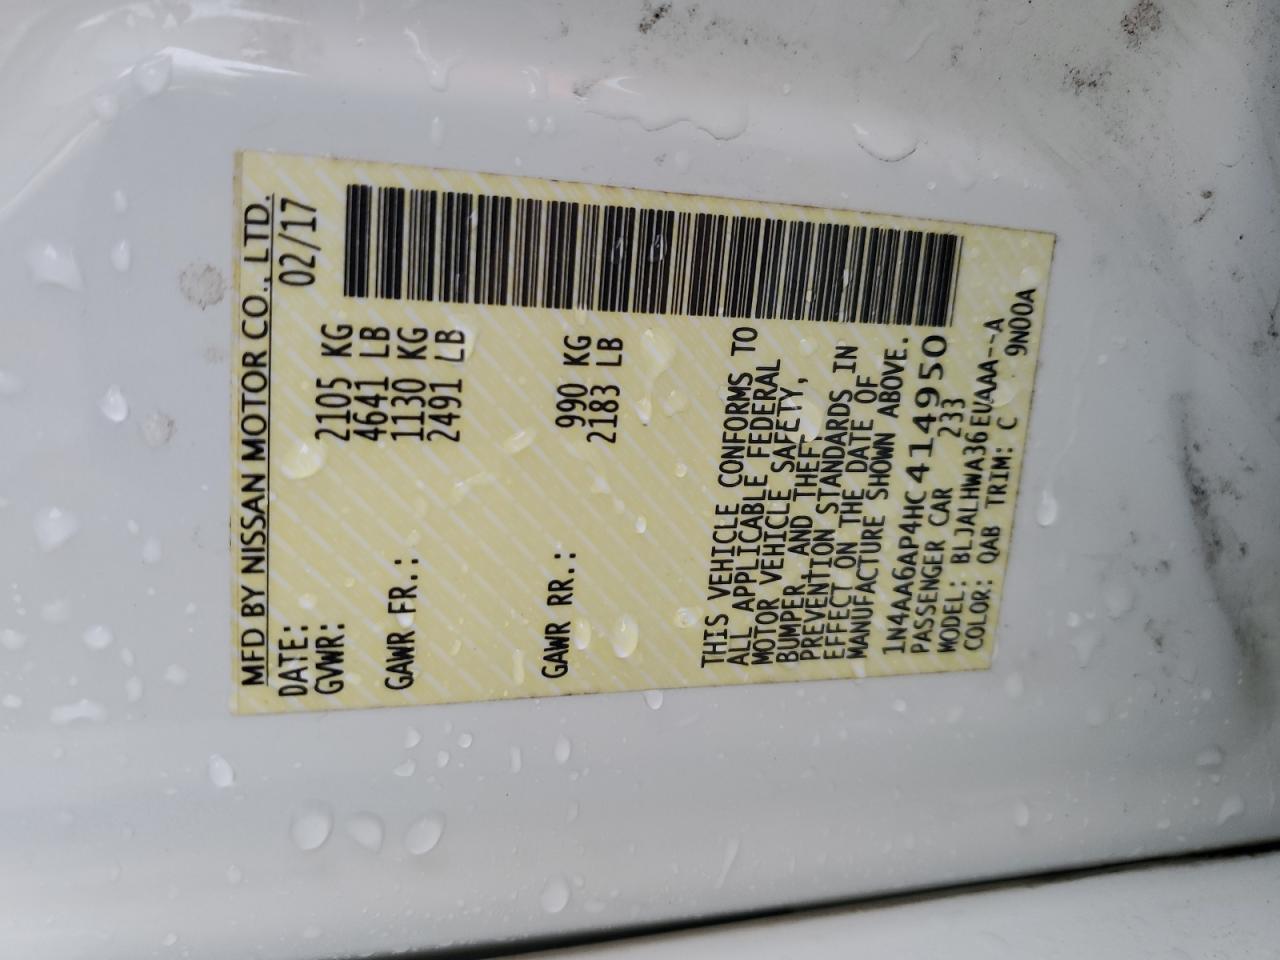 MFD BY NISSAN MOTOR CO., LTD.
DATE: 02/17
GVWR: 2105 KG
4641 LB
GAWR FR.: 1130 KG
2491 LB
GAWR RR.: 990 KG
2183 LB
THIS VEHICLE CONFORMS TO
ALL APPLICABLE FEDERAL
MOTOR VEHICLE SAFETY,
BUMPER, AND THEFT
PREVENTION STANDARDS IN
EFFECT ON THE DATE OF
MANUFACTURE SHOWN ABOVE.
1N4AA6AP4HC414950
PASSENGER CAR 233
MODEL: BLJALHWA36EUAAA--A
COLOR: QAB TRIM: C 9N00A